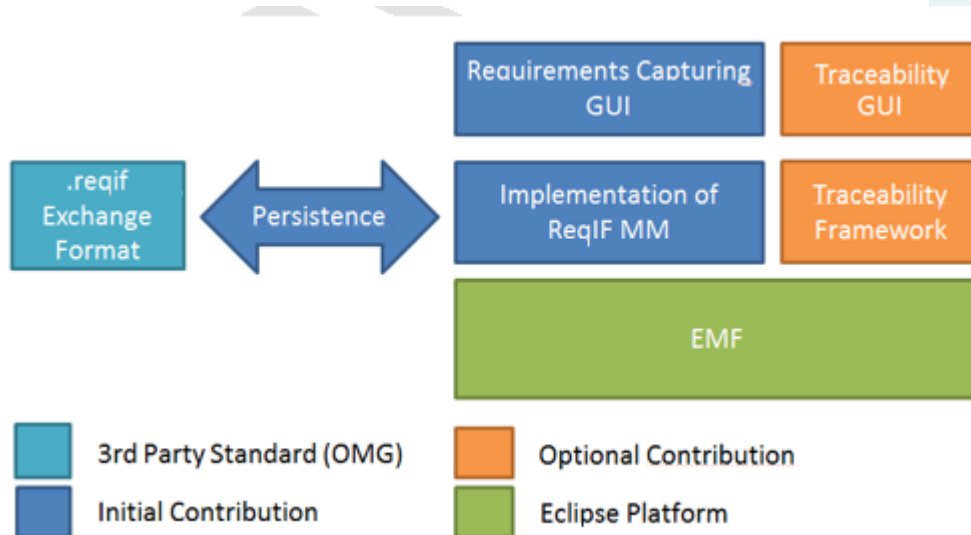 Requirements Capturing
GUI
Traceability
GUI
.reqif
Exchange
Format
Persistence
Implementation of
ReqIF MM
Traceability
Framework
EMF
3rd Party Standard (OMG)
Optional Contribution
Initial Contribution
Eclipse Platform